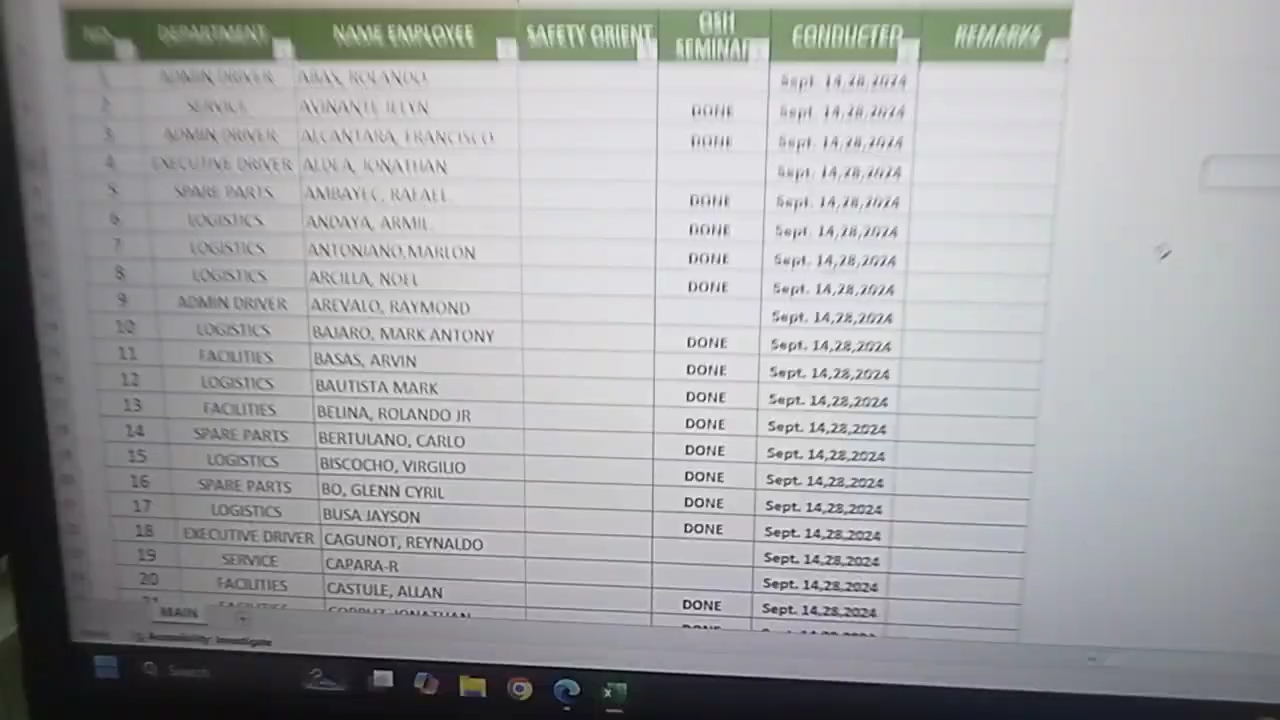 NO. DEPARTMENT NAME EMPLOYEE SAFETY ORIENT OSH SEMINAR CONDUCTED REMARKS
1 ADMIN DRIVER ABAS, ROLANDO Sept. 14,28,2024
2 SERVICE AVINANTE JELYN DONE Sept. 14,28,2024
3 ADMIN DRIVER ALCANTARA, FRANCISCO DONE Sept. 14,28,2024
4 EXECUTIVE DRIVER ALDEA, JONATHAN Sept. 14,28,2024
5 SPARE PARTS AMBAYEC, RAFAEL DONE Sept. 14,28,2024
6 LOGISTICS ANDAYA, ARMIL DONE Sept. 14,28,2024
7 LOGISTICS ANTONIANO,MARLON DONE Sept. 14,28,2024
8 LOGISTICS ARCILLA, NOEL DONE Sept. 14,28,2024
9 ADMIN DRIVER AREVALO, RAYMOND Sept. 14,28,2024
10 LOGISTICS BAJARO, MARK ANTONY DONE Sept. 14,28,2024
11 FACILITIES BASAS, ARVIN DONE Sept. 14,28,2024
12 LOGISTICS BAUTISTA MARK DONE Sept. 14,28,2024
13 FACILITIES BELINA, ROLANDO JR DONE Sept. 14,28,2024
14 SPARE PARTS BERTULANO, CARLO DONE Sept. 14,28,2024
15 LOGISTICS BISCOCHO, VIRGILIO DONE Sept. 14,28,2024
16 SPARE PARTS BO, GLENN CYRIL DONE Sept. 14,28,2024
17 LOGISTICS BUSA JAYSON DONE Sept. 14,28,2024
18 EXECUTIVE DRIVER CAGUNOT, REYNALDO Sept. 14,28,2024
19 SERVICE CAPARA-R Sept. 14,28,2024
20 FACILITIES CASTULE, ALLAN DONE Sept. 14,28,2024
21 FACILITIES JONATHAN DONE
MAIN
Accessibility: Investigate
Search